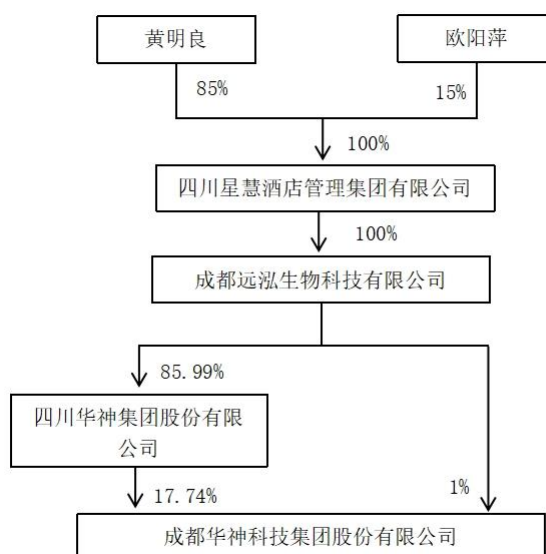 黄明良
欧阳萍
85%
15%
100%
四川星慧酒店管理集团有限公司
100%
成都远泓生物科技有限公司
85.99%
四川华神集团股份有限
公司
17.74%
1%
成都华神科技集团股份有限公司